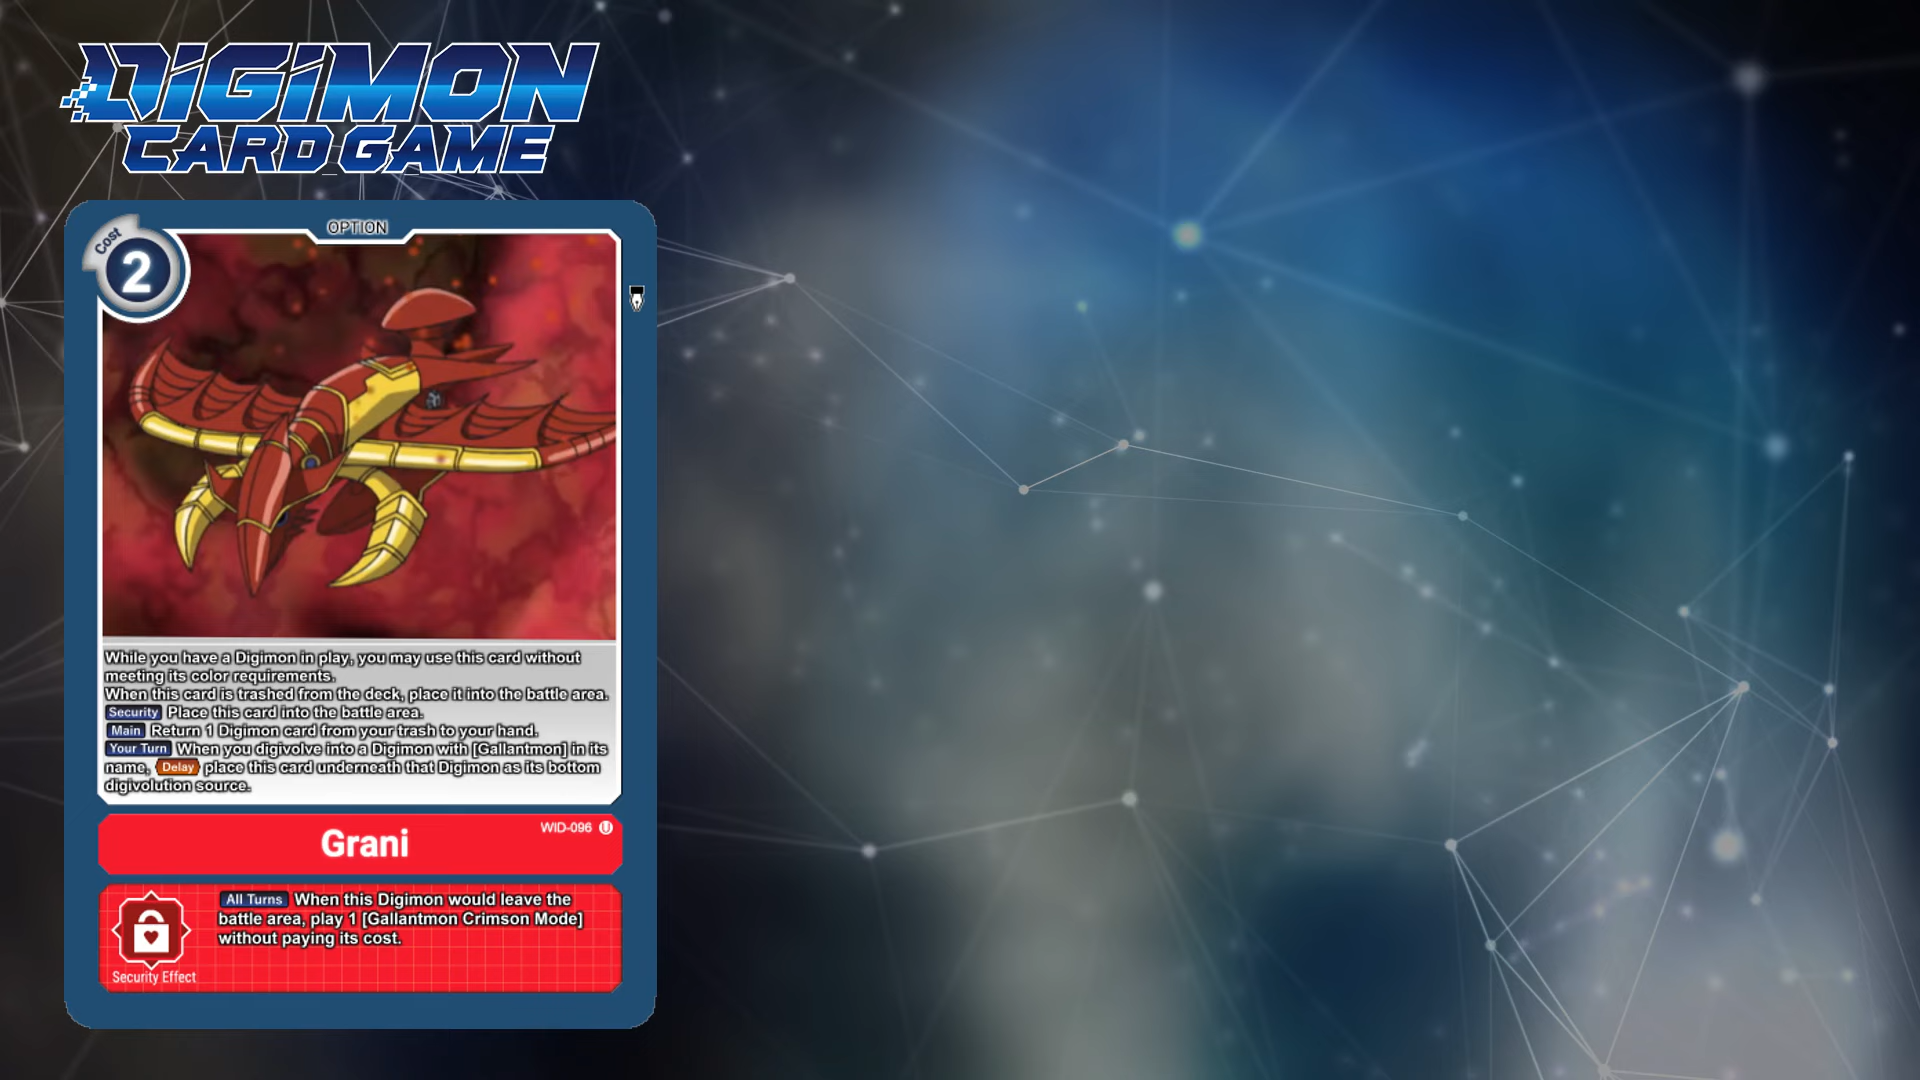 DIGIMON
CARD GAME
Cost
2
OPTION
While you have a Digimon in play, you may use this card without
meeting its color requirements.
When this card is trashed from the deck, place it into the battle area.
Security Place this card into the battle area.
Main Return 1 Digimon card from your trash to your hand.
Your Turn When you digivolve into a Digimon with [Gallantmon] in its
name, Delay place this card underneath that Digimon as its bottom
digivolution source.
WID-096 U
Grani
All Turns When this Digimon would leave the
battle area, play 1 [Gallantmon Crimson Mode]
without paying its cost.
Security Effect